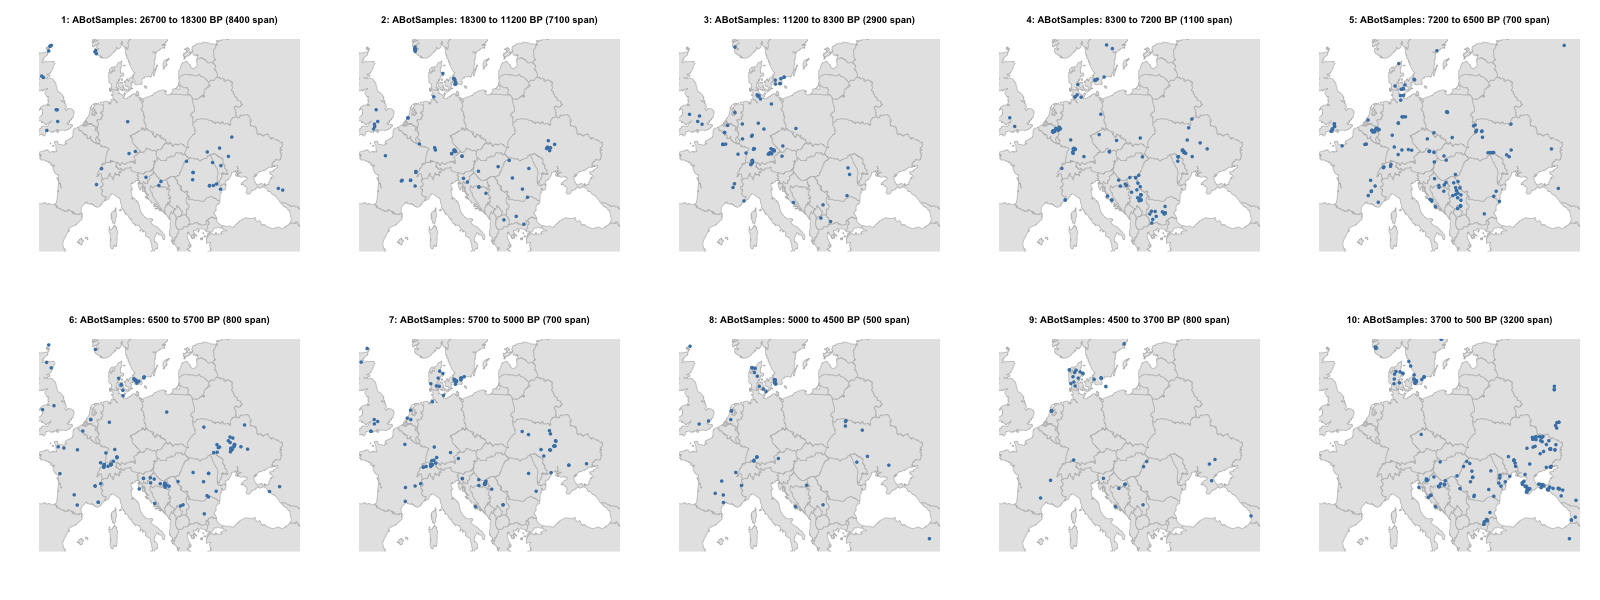 1: ABotSamples: 26700 to 18300 BP (8400 span)
2: ABotSamples: 18300 to 11200 BP (7100 span)
3: ABotSamples: 11200 to 8300 BP (2900 span)
4: ABotSamples: 8300 to 7200 BP (1100 span)
5: ABotSamples: 7200 to 6500 BP (700 span)
6: ABotSamples: 6500 to 5700 BP (800 span)
7: ABotSamples: 5700 to 5000 BP (700 span)
8: ABotSamples: 5000 to 4500 BP (500 span)
9: ABotSamples: 4500 to 3700 BP (800 span)
10: ABotSamples: 3700 to 500 BP (3200 span)